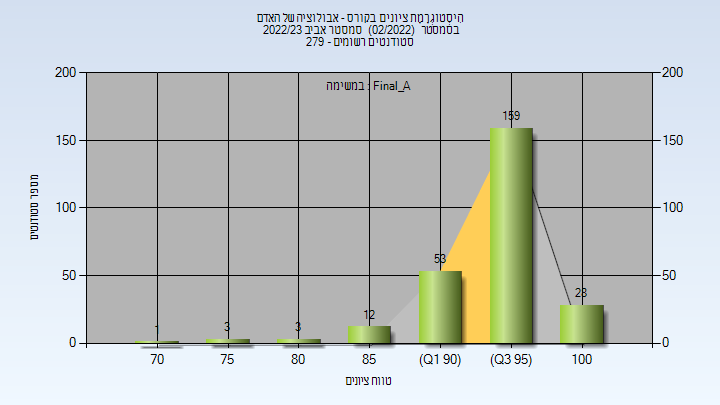 היסטוגרמת ציונים בקורס - אבולוציה של האדם
בסמסטר (02/2022) סמסטר אביב 2022/23
סטודנטים רשומים - 279
במשימה : Final_A
200
150
100
50
0
200
150
100
50
0
1
3
3
12
53
159
28
70
75
80
85
(Q1 90)
(Q3 95)
100
מספר סטודנטים
טווח ציונים